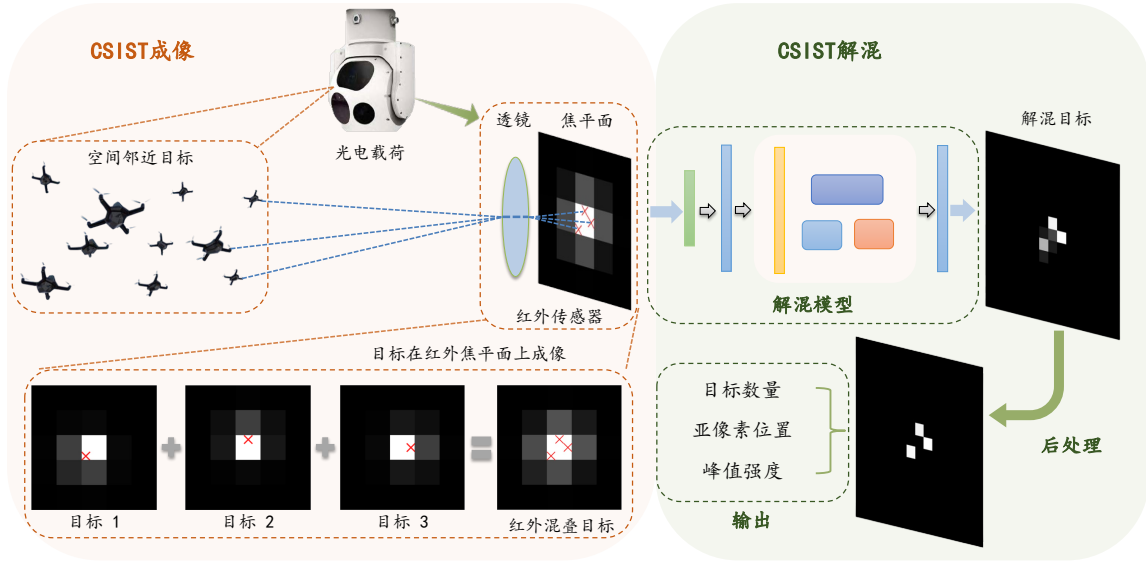 CSIST成像
光电载荷
空间邻近目标
透镜
焦平面
红外传感器
目标在红外焦平面上成像
目标 1
目标 2
目标 3
红外混叠目标
CSIST解混
解混模型
解混目标
后处理
目标数量
亚像素位置
峰值强度
输出